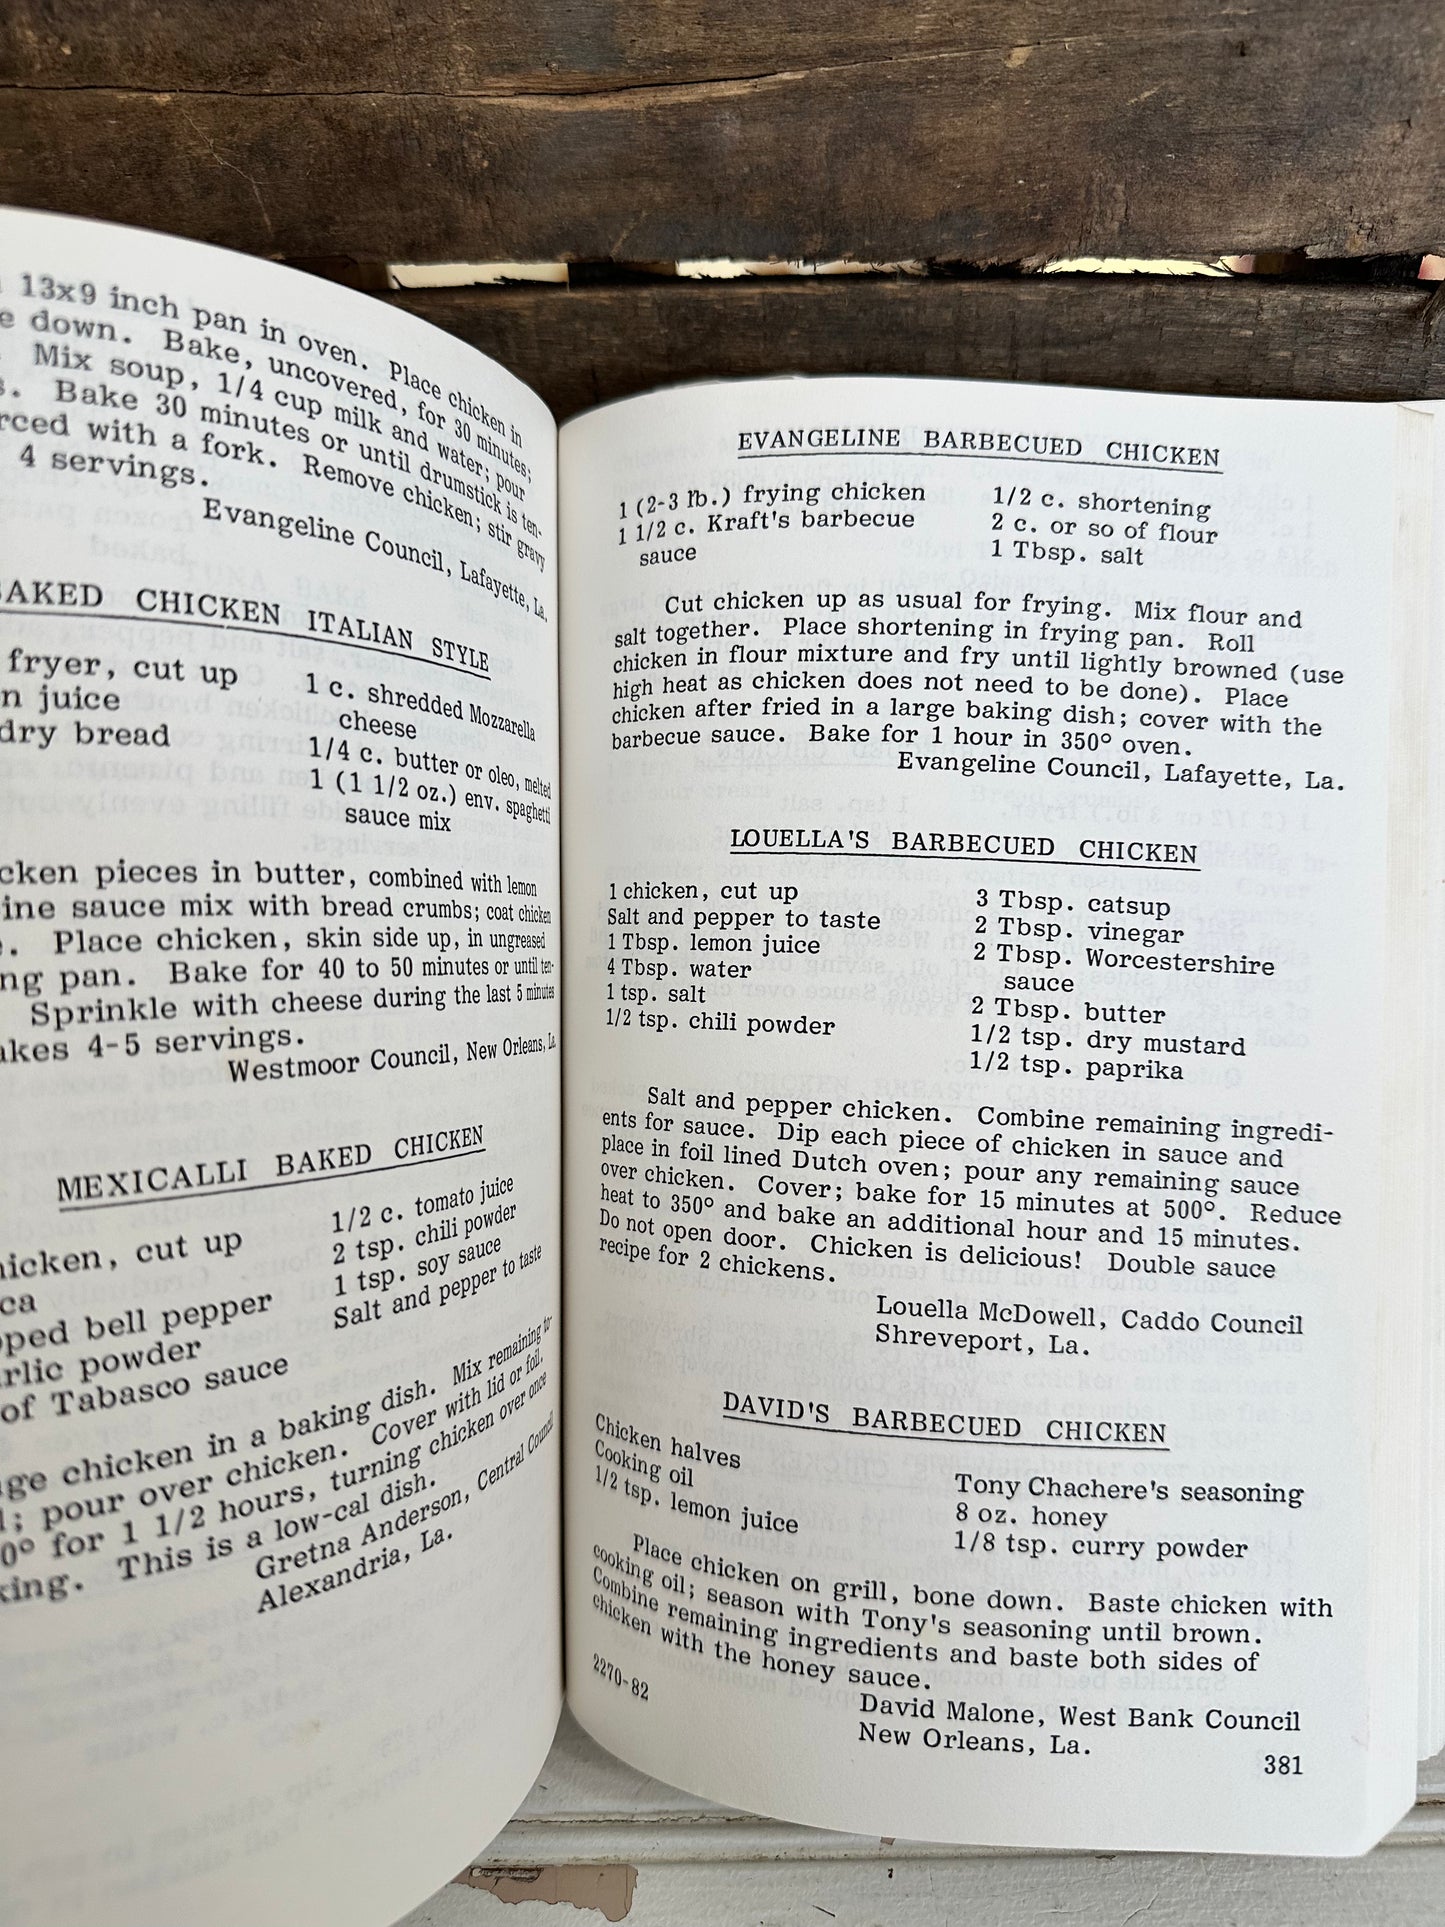 13x9 inch pan in oven. Place chicken in
down. Bake, uncovered, for 30 minutes;
Mix soup, 1/4 cup milk and water; pour
Bake 30 minutes or until drumstick is ten-
with a fork. Remove chicken; stir gravy
4 servings.
Evangeline Council, Lafayette, La.
BAKED CHICKEN ITALIAN STYLE
fryer, cut up
juice
dry bread
1 c. shredded Mozzarella
cheese
1/4 c. butter or oleo, melted
1 (1 1/2 oz.) env. spaghetti
sauce mix
pieces in butter, combined with lemon
sauce mix with bread crumbs; coat chicken
Place chicken, skin side up, in ungreased
pan. Bake for 40 to 50 minutes or until ten-
Sprinkle with cheese during the last 5 minutes
4-5 servings.
Westmoor Council, New Orleans, La.
MEXICALLI BAKED CHICKEN
chicken, cut up
bell pepper
powder
of Tabasco sauce
1/2 c. tomato juice
2 tsp. chili powder
1 tsp. soy sauce
Salt and pepper to taste
chicken in a baking dish. Mix remaining to-
pour over chicken. Cover with lid or foil.
for 1 1/2 hours, turning chicken over once
This is a low-cal dish.
Gretna Anderson, Central Council
Alexandria, La.
EVANGELINE BARBECUED CHICKEN
1 (2-3 lb.) frying chicken
1 1/2 c. Kraft's barbecue
sauce
1/2 c. shortening
2 c. or so of flour
1 Tbsp. salt
Cut chicken up as usual for frying. Mix flour and
salt together. Place shortening in frying pan. Roll
chicken in flour mixture and fry until lightly browned (use
high heat as chicken does not need to be done). Place
chicken after fried in a large baking dish; cover with the
barbecue sauce. Bake for 1 hour in 350° oven.
Evangeline Council, Lafayette, La.
LOUELLA'S BARBECUED CHICKEN
1 chicken, cut up
Salt and pepper to taste
1 Tbsp. lemon juice
4 Tbsp. water
1 tsp. salt
1/2 tsp. chili powder
3 Tbsp. catsup
2 Tbsp. vinegar
2 Tbsp. Worcestershire
sauce
2 Tbsp. butter
1/2 tsp. dry mustard
1/2 tsp. paprika
Salt and pepper chicken. Combine remaining ingredi-
ents for sauce. Dip each piece of chicken in sauce and
place in foil lined Dutch oven; pour any remaining sauce
over chicken. Cover; bake for 15 minutes at 500°. Reduce
heat to 350° and bake an additional hour and 15 minutes.
Do not open door. Chicken is delicious! Double sauce
recipe for 2 chickens.
Louella McDowell, Caddo Council
Shreveport, La.
DAVID'S BARBECUED CHICKEN
Chicken halves
Cooking oil
1/2 tsp. lemon juice
Tony Chachere's seasoning
8 oz. honey
1/8 tsp. curry powder
Place chicken on grill, bone down. Baste chicken with
cooking oil; season with Tony's seasoning until brown.
Combine remaining ingredients and baste both sides of
chicken with the honey sauce.
David Malone, West Bank Council
New Orleans, La.
2270-82
381